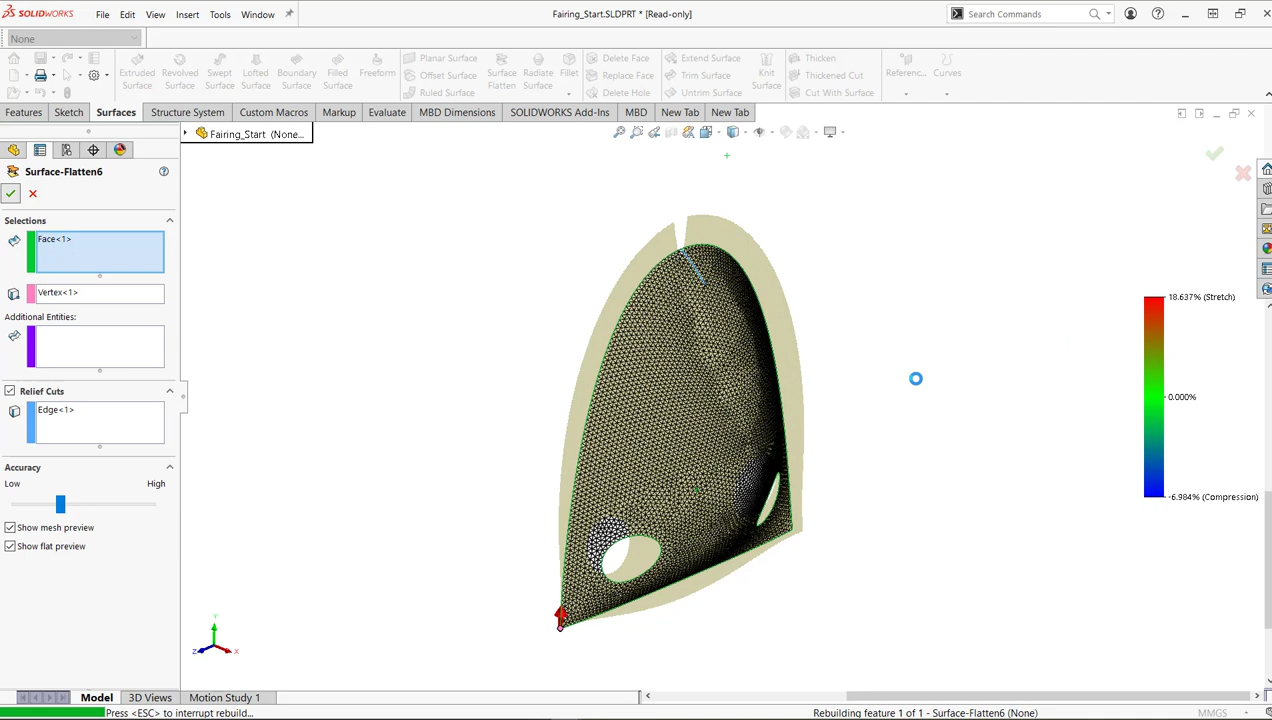 SOLIDWORKS File Edit View Insert Tools Window Fairing_Start.SLDPRT * [Read-only] Search Commands
None
Extruded Surface
Revolved Surface
Swept Surface
Lofted Surface
Boundary Surface
Filled Surface
Freeform
Planar Surface
Offset Surface
Ruled Surface
Surface Flatten
Radiate Surface
Fillet
Delete Face
Replace Face
Delete Hole
Extend Surface
Trim Surface
Untrim Surface
Knit Surface
Thicken
Thickened Cut
Cut With Surface
Referenc...
Curves
Features Sketch Surfaces Structure System Custom Macros Markup Evaluate MBD Dimensions SOLIDWORKS Add-Ins MBD New Tab New Tab
Fairing_Start (None...
Surface-Flatten6
Selections
Face<1>
Vertex<1>
Additional Entities:
Relief Cuts
Edge<1>
Accuracy
Low High
Show mesh preview
Show flat preview
18.637% (Stretch)
0.000%
-6.984% (Compression)
Y
Z X
Model 3D Views Motion Study 1
Press <ESC> to interrupt rebuild... Rebuilding feature 1 of 1 - Surface-Flatten6 (None) MMGS